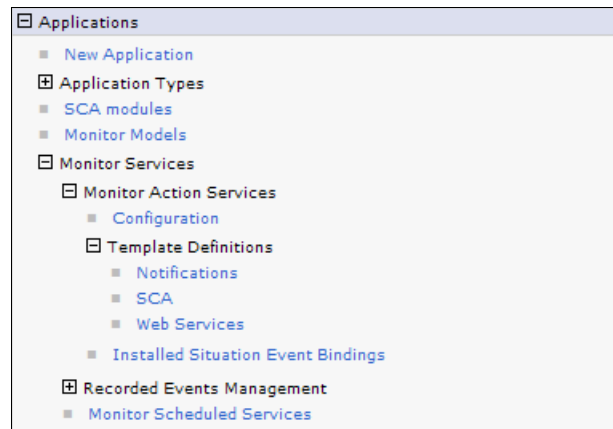 Applications
New Application
Application Types
SCA modules
Monitor Models
Monitor Services
Monitor Action Services
Configuration
Template Definitions
Notifications
SCA
Web Services
Installed Situation Event Bindings
Recorded Events Management
Monitor Scheduled Services